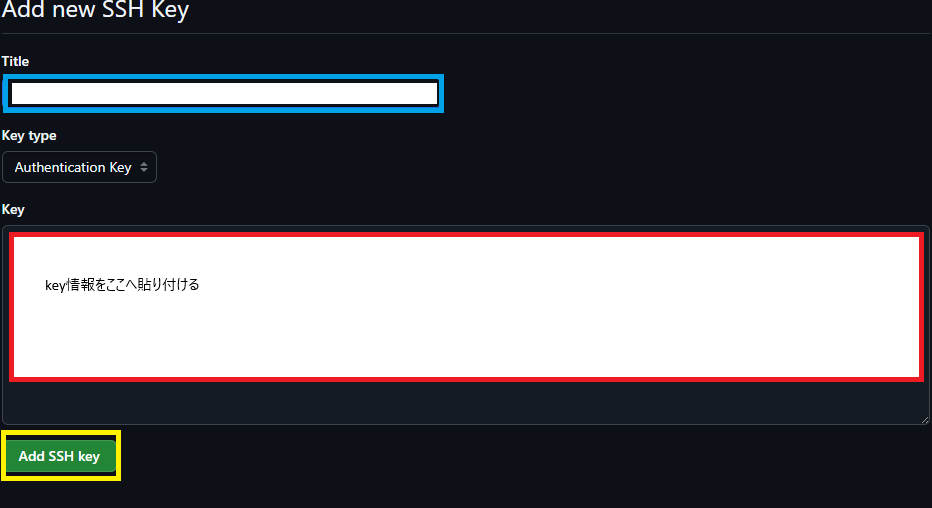 Add new SSH Key
Title
Key type
Authentication Key
Key
key情報をここへ貼り付ける
Add SSH key